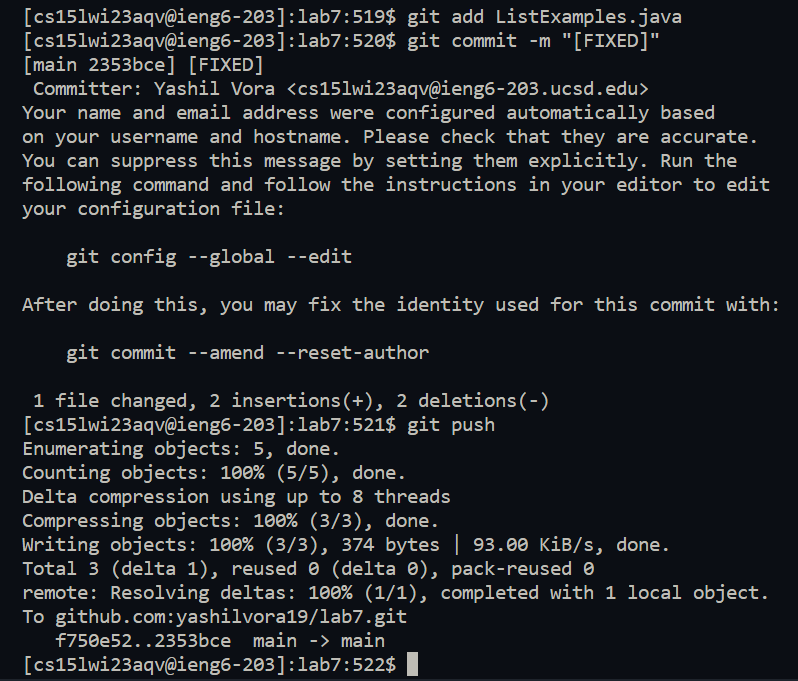 [cs15lwi23aqv@ieng6-203]:lab7:519$ git add ListExamples.java
[cs15lwi23aqv@ieng6-203]:lab7:520$ git commit -m "[FIXED]"
[main 2353bce] [FIXED]
 Committer: Yashil Vora <cs15lwi23aqv@ieng6-203.ucsd.edu>
Your name and email address were configured automatically based
on your username and hostname. Please check that they are accurate.
You can suppress this message by setting them explicitly. Run the
following command and follow the instructions in your editor to edit
your configuration file:

    git config --global --edit

After doing this, you may fix the identity used for this commit with:

    git commit --amend --reset-author

 1 file changed, 2 insertions(+), 2 deletions(-)
[cs15lwi23aqv@ieng6-203]:lab7:521$ git push
Enumerating objects: 5, done.
Counting objects: 100% (5/5), done.
Delta compression using up to 8 threads
Compressing objects: 100% (3/3), done.
Writing objects: 100% (3/3), 374 bytes | 93.00 KiB/s, done.
Total 3 (delta 1), reused 0 (delta 0), pack-reused 0
remote: Resolving deltas: 100% (1/1), completed with 1 local object.
To github.com:yashilvora19/lab7.git
   f750e52..2353bce  main -> main
[cs15lwi23aqv@ieng6-203]:lab7:522$